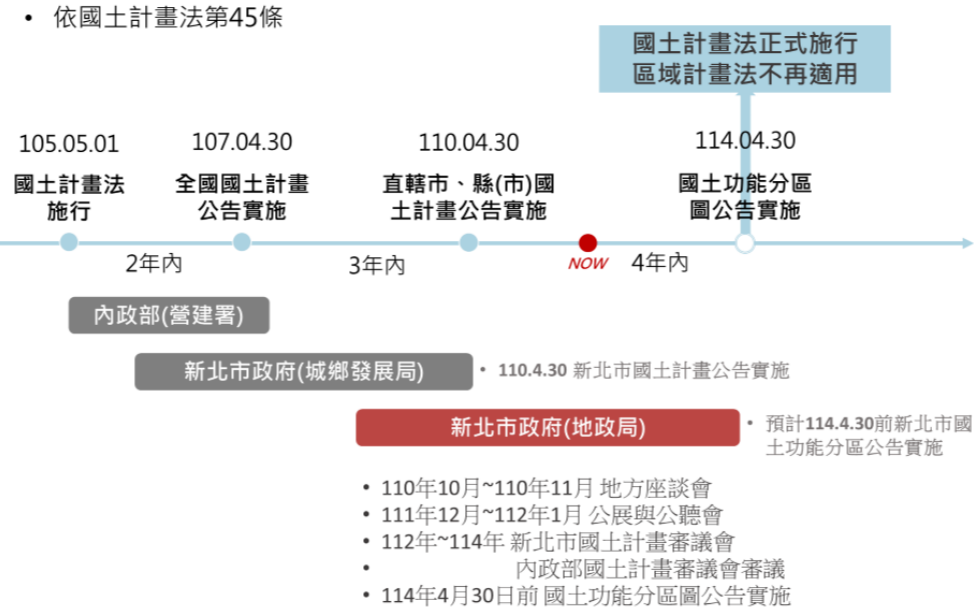 • 依國土計畫法第45條
國土計畫法正式施行
區域計畫法不再適用
105.05.01
國土計畫法
施行
107.04.30
全國國土計畫
公告實施
110.04.30
直轄市、縣(市)國
土計畫公告實施
114.04.30
國土功能分區
圖公告實施
2年內
3年內
NOW
4年內
內政部(營建署)
新北市政府(城鄉發展局)
• 110.4.30 新北市國土計畫公告實施
新北市政府(地政局)
• 預計114.4.30前新北市國
土功能分區公告實施
• 110年10月~110年11月 地方座談會
• 111年12月~112年1月 公展與公聽會
• 112年~114年 新北市國土計畫審議會
• 內政部國土計畫審議會審議
• 114年4月30日前 國土功能分區圖公告實施